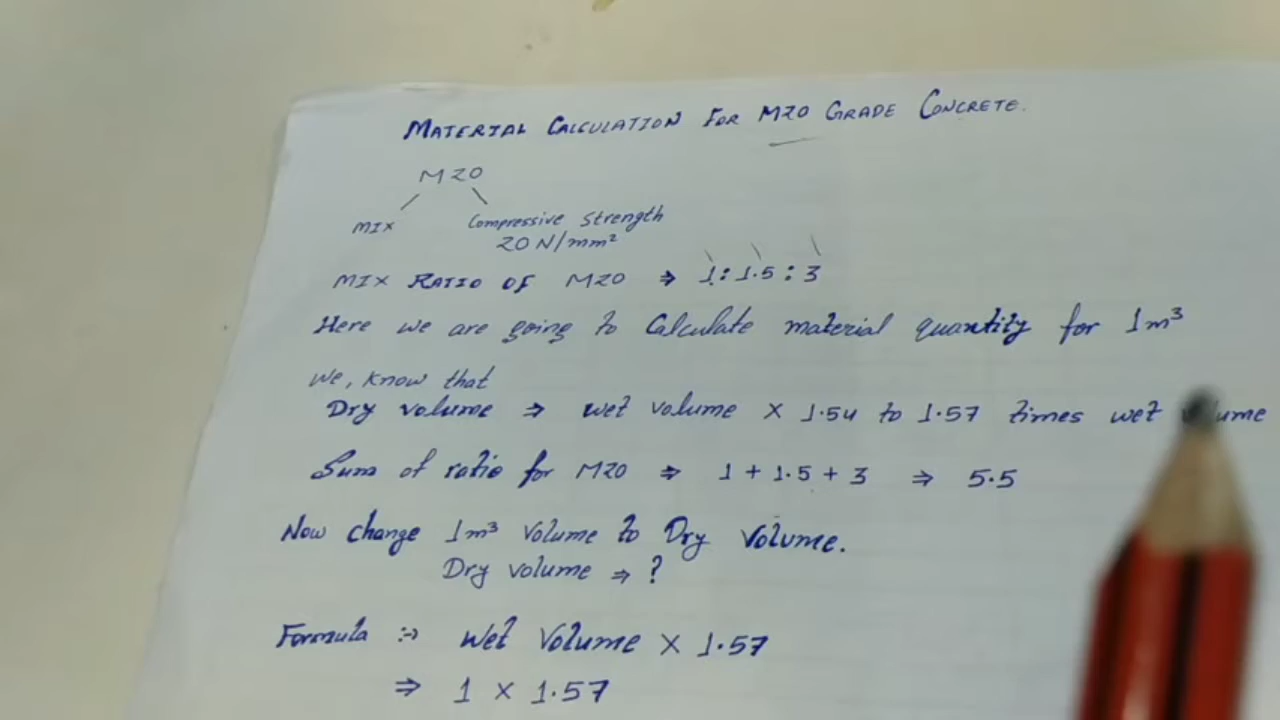 MATERIAL CALCULATION FOR M20 GRADE CONCRETE.
M20
MIX
Compressive Strength
20 N/mm²
MIX RATIO OF M20 ⇒ 1 : 1.5 : 3
Here we are going to Calculate material quantity for 1m³
We, know that
Dry volume ⇒ wet volume × 1.54 to 1.57 times wet
Sum of ratio for M20 ⇒ 1 + 1.5 + 3 ⇒ 5.5
Now change 1m³ Volume to Dry Volume.
Dry volume ⇒ ?
Formula :-> Wet Volume × 1.57
⇒ 1 × 1.57